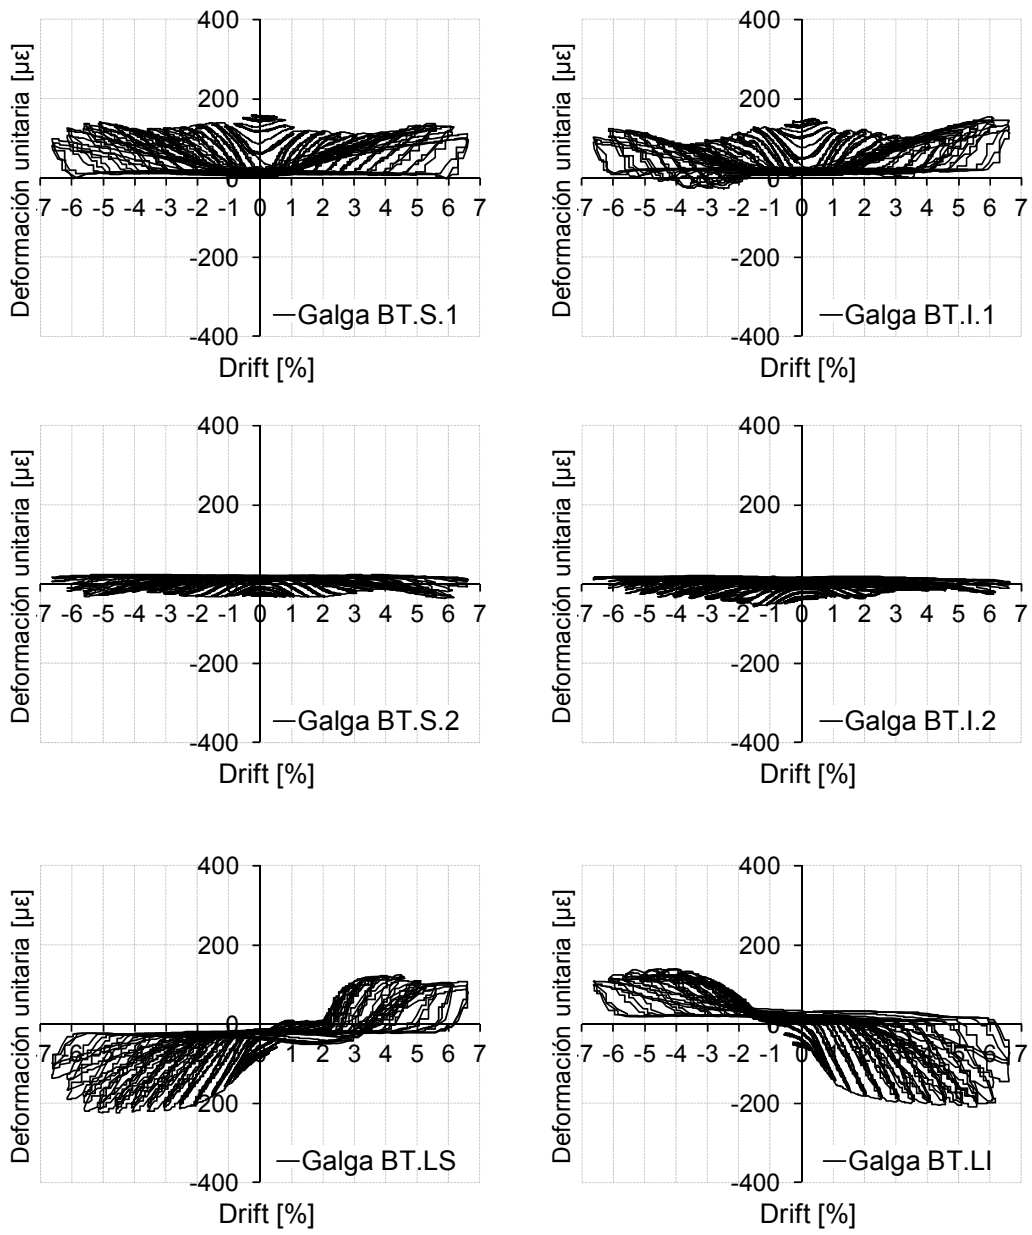 Deformación unitaria [με]
400
200
0
-200
-400
-7 -6 -5 -4 -3 -2 -1 0 1 2 3 4 5 6 7
Galga BT.S.1
Drift [%]
Deformación unitaria [με]
400
200
0
-200
-400
-7 -6 -5 -4 -3 -2 -1 0 1 2 3 4 5 6 7
Galga BT.I.1
Drift [%]
Deformación unitaria [με]
400
200
0
-200
-400
-7 -6 -5 -4 -3 -2 -1 0 1 2 3 4 5 6 7
Galga BT.S.2
Drift [%]
Deformación unitaria [με]
400
200
0
-200
-400
-7 -6 -5 -4 -3 -2 -1 0 1 2 3 4 5 6 7
Galga BT.I.2
Drift [%]
Deformación unitaria [με]
400
200
0
-200
-400
-7 -6 -5 -4 -3 -2 -1 0 1 2 3 4 5 6 7
Galga BT.LS
Drift [%]
Deformación unitaria [με]
400
200
0
-200
-400
-7 -6 -5 -4 -3 -2 -1 0 1 2 3 4 5 6 7
Galga BT.LI
Drift [%]